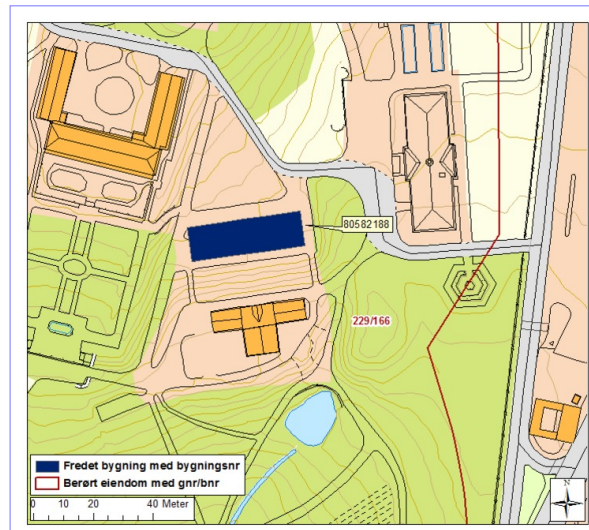 80582188
229/166
Fredet bygning med bygningsnr
Berørt eiendom med gnr/bnr
0 10 20 40 Meter
N